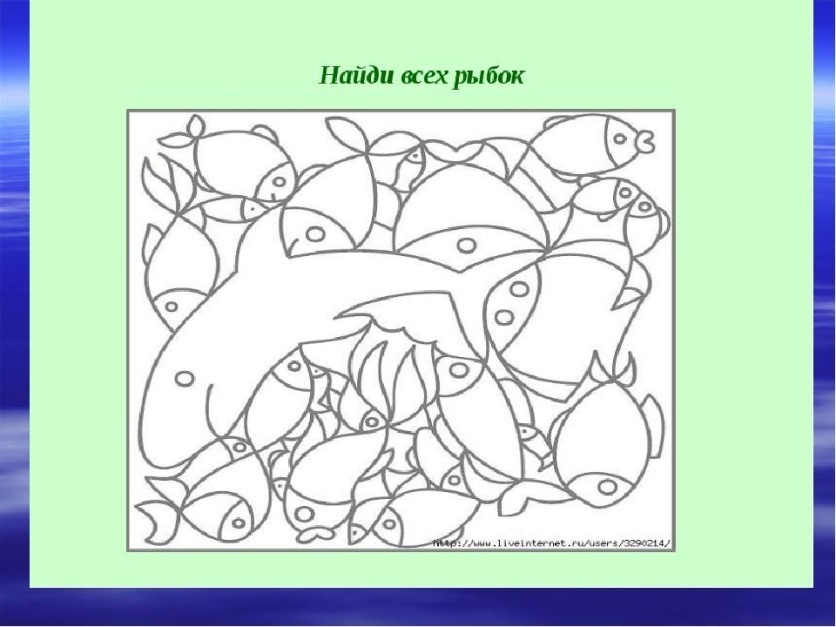 Найди всех рыбок
http://www.liveinternet.ru/users/3290214/